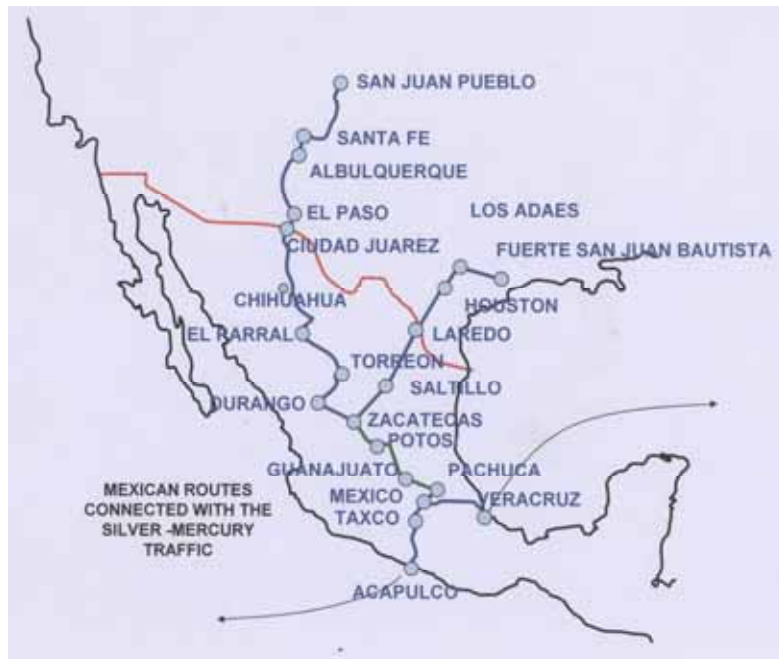 SAN JUAN PUEBLO
SANTA FE
ALBULQUERQUE
EL PASO
LOS ADAES
CIUDAD JUAREZ
FUERTE SAN JUAN BAUTISTA
CHIHUAHUA
HOUSTON
EL PARRAL
LAREDO
TORREON
SALTILLO
DURANGO
ZACATECAS
POTOS
GUANAJUATO
PACHUCA
MEXICO
VERACRUZ
TAXCO
MEXICAN ROUTES
CONNECTED WITH THE
SILVER -MERCURY
TRAFFIC
ACAPULCO